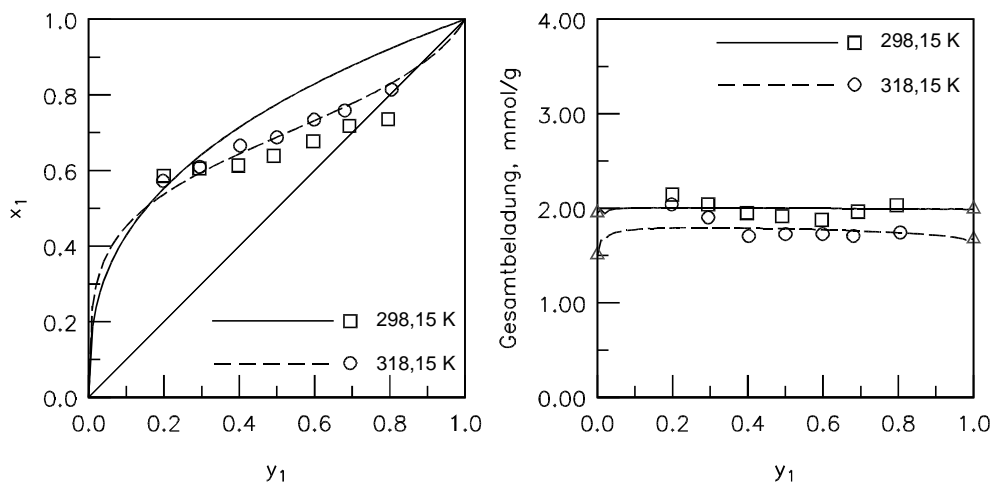 1.0
0.8
0.6
0.4
0.2
0.0
x1
298,15 K
318,15 K
0.0 0.2 0.4 0.6 0.8 1.0
y1
4.00
3.00
2.00
1.00
0.00
Gesamtbeladung, mmol/g
298,15 K
318,15 K
0.0 0.2 0.4 0.6 0.8 1.0
y1